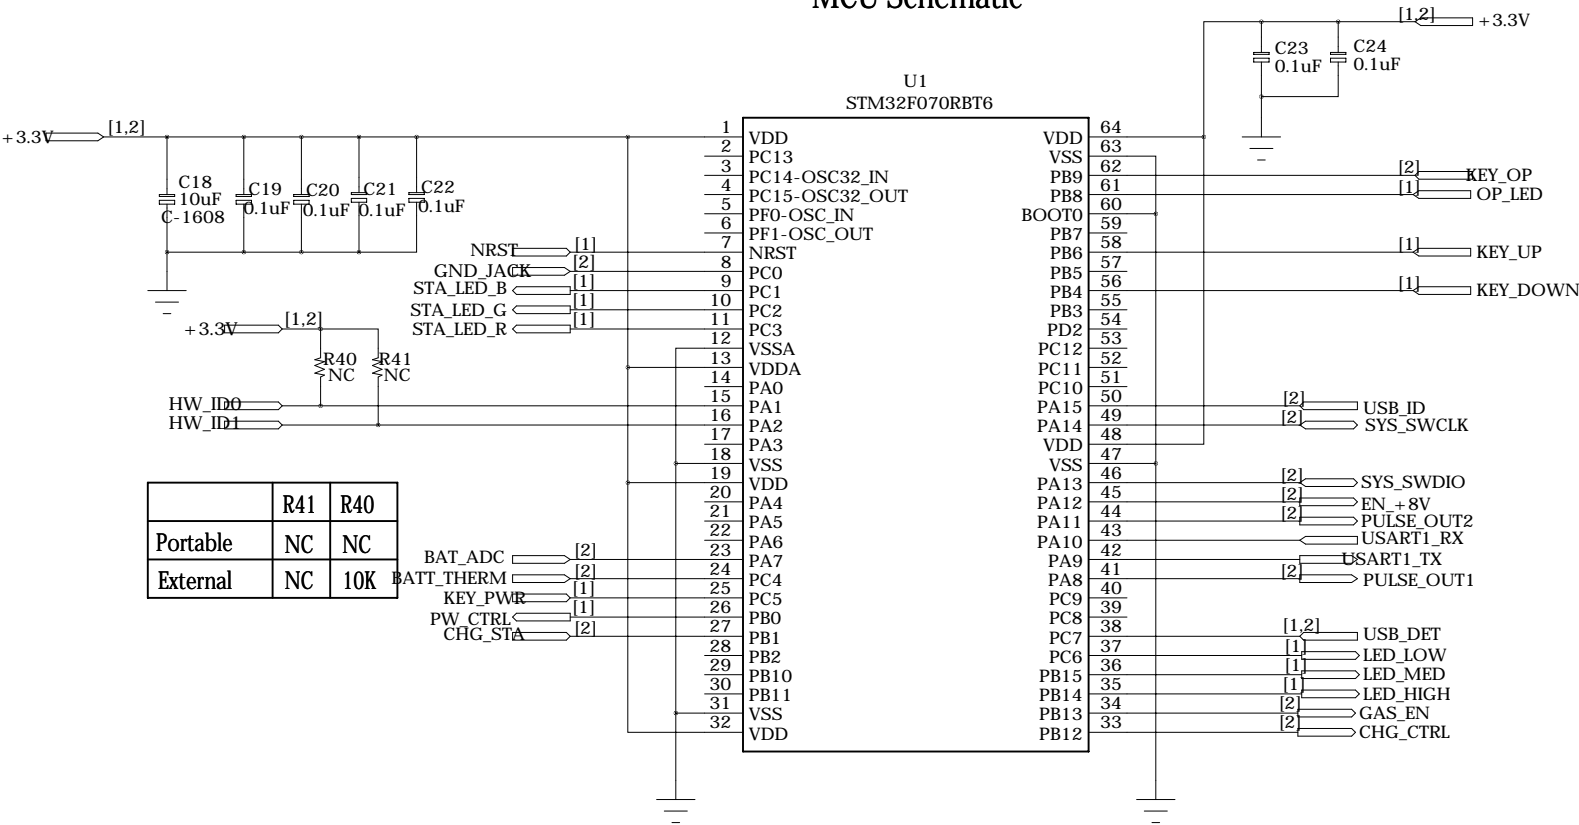 MCU Schematic
[1,2]
+3.3V
C23
0.1uF
C24
0.1uF
U1
STM32F070RBT6
+3.3V
[1,2]
C18
10uF
C-1608
C19
0.1uF
C20
0.1uF
C21
0.1uF
C22
0.1uF
NRST [1]
GND_JACK [2]
STA_LED_B [1]
STA_LED_G [1]
STA_LED_R [1]
+3.3V [1,2]
R40
NC
R41
NC
HW_ID0
HW_ID1
R41 R40
Portable NC NC
External NC 10K
BAT_ADC [2]
BATT_THERM [2]
KEY_PWR [1]
PW_CTRL [1]
CHG_STA [2]
1 VDD
2 PC13
3 PC14-OSC32_IN
4 PC15-OSC32_OUT
5 PF0-OSC_IN
6 PF1-OSC_OUT
7 NRST
8 PC0
9 PC1
10 PC2
11 PC3
12 VSSA
13 VDDA
14 PA0
15 PA1
16 PA2
17 PA3
18 VSS
19 VDD
20 PA4
21 PA5
22 PA6
23 PA7
24 PC4
25 PC5
26 PB0
27 PB1
28 PB2
29 PB10
30 PB11
31 VSS
32 VDD
VDD 64
VSS 63
PB9 62
PB8 61
BOOT0 60
PB7 59
PB6 58
PB5 57
PB4 56
PB3 55
PD2 54
PC12 53
PC11 52
PC10 51
PA15 50
PA14 49
VDD 48
VSS 47
PA13 46
PA12 45
PA11 44
PA10 43
PA9 42
PA8 41
PC9 40
PC8 39
PC7 38
PC6 37
PB15 36
PB14 35
PB13 34
PB12 33
[2] KEY_OP
[1] OP_LED
[1] KEY_UP
[1] KEY_DOWN
[2] USB_ID
[2] SYS_SWCLK
[2] SYS_SWDIO
[2] EN_+8V
[2] PULSE_OUT2
USART1_RX
USART1_TX
[2] PULSE_OUT1
[1,2] USB_DET
[1] LED_LOW
[1] LED_MED
[1] LED_HIGH
[2] GAS_EN
[2] CHG_CTRL